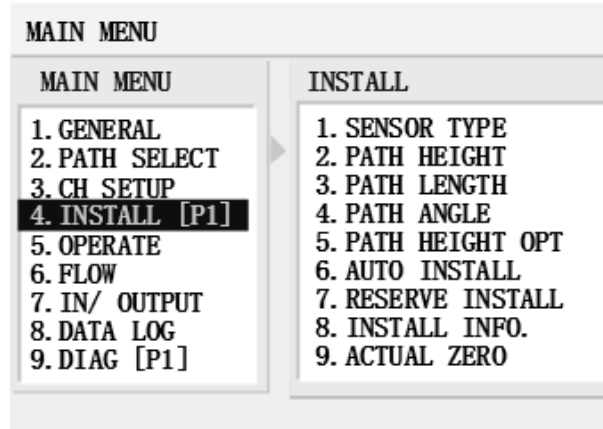 MAIN MENU
MAIN MENU
1. GENERAL
2. PATH SELECT
3. CH SETUP
4. INSTALL [P1]
5. OPERATE
6. FLOW
7. IN/ OUTPUT
8. DATA LOG
9. DIAG [P1]
INSTALL
1. SENSOR TYPE
2. PATH HEIGHT
3. PATH LENGTH
4. PATH ANGLE
5. PATH HEIGHT OPT
6. AUTO INSTALL
7. RESERVE INSTALL
8. INSTALL INFO.
9. ACTUAL ZERO